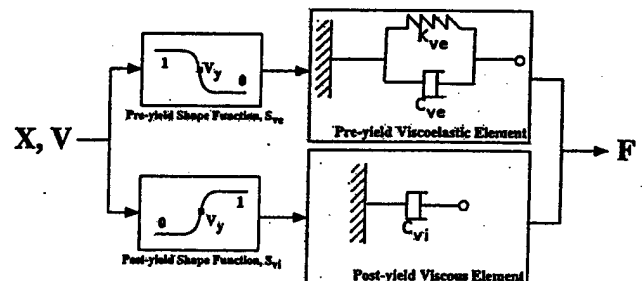 K_ve
1
V_y
0
C_ve
Pre-yield Shape Function, S_ve
Pre-yield Viscoelastic Element
X, V
F
1
0
V_y
C_vi
Post-yield Shape Function, S_vi
Post-yield Viscous Element